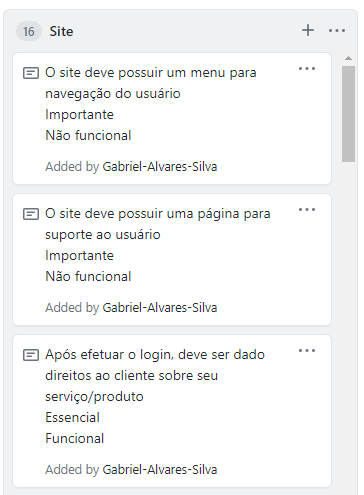 16 Site
O site deve possuir um menu para
navegação do usuário
Importante
Não funcional
Added by Gabriel-Alvares-Silva
O site deve possuir uma página para
suporte ao usuário
Importante
Não funcional
Added by Gabriel-Alvares-Silva
Após efetuar o login, deve ser dado
direitos ao cliente sobre seu
serviço/produto
Essencial
Funcional
Added by Gabriel-Alvares-Silva